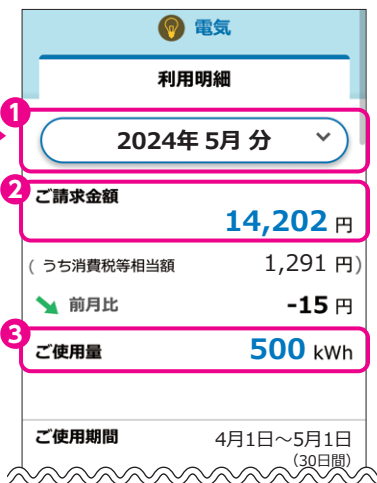 電気
利用明細
1
2024年 5月 分
2
ご請求金額
14,202 円
( うち消費税等相当額 1,291 円)
前月比 -15 円
3
ご使用量 500 kWh
ご使用期間 4月1日~5月1日
(30日間)